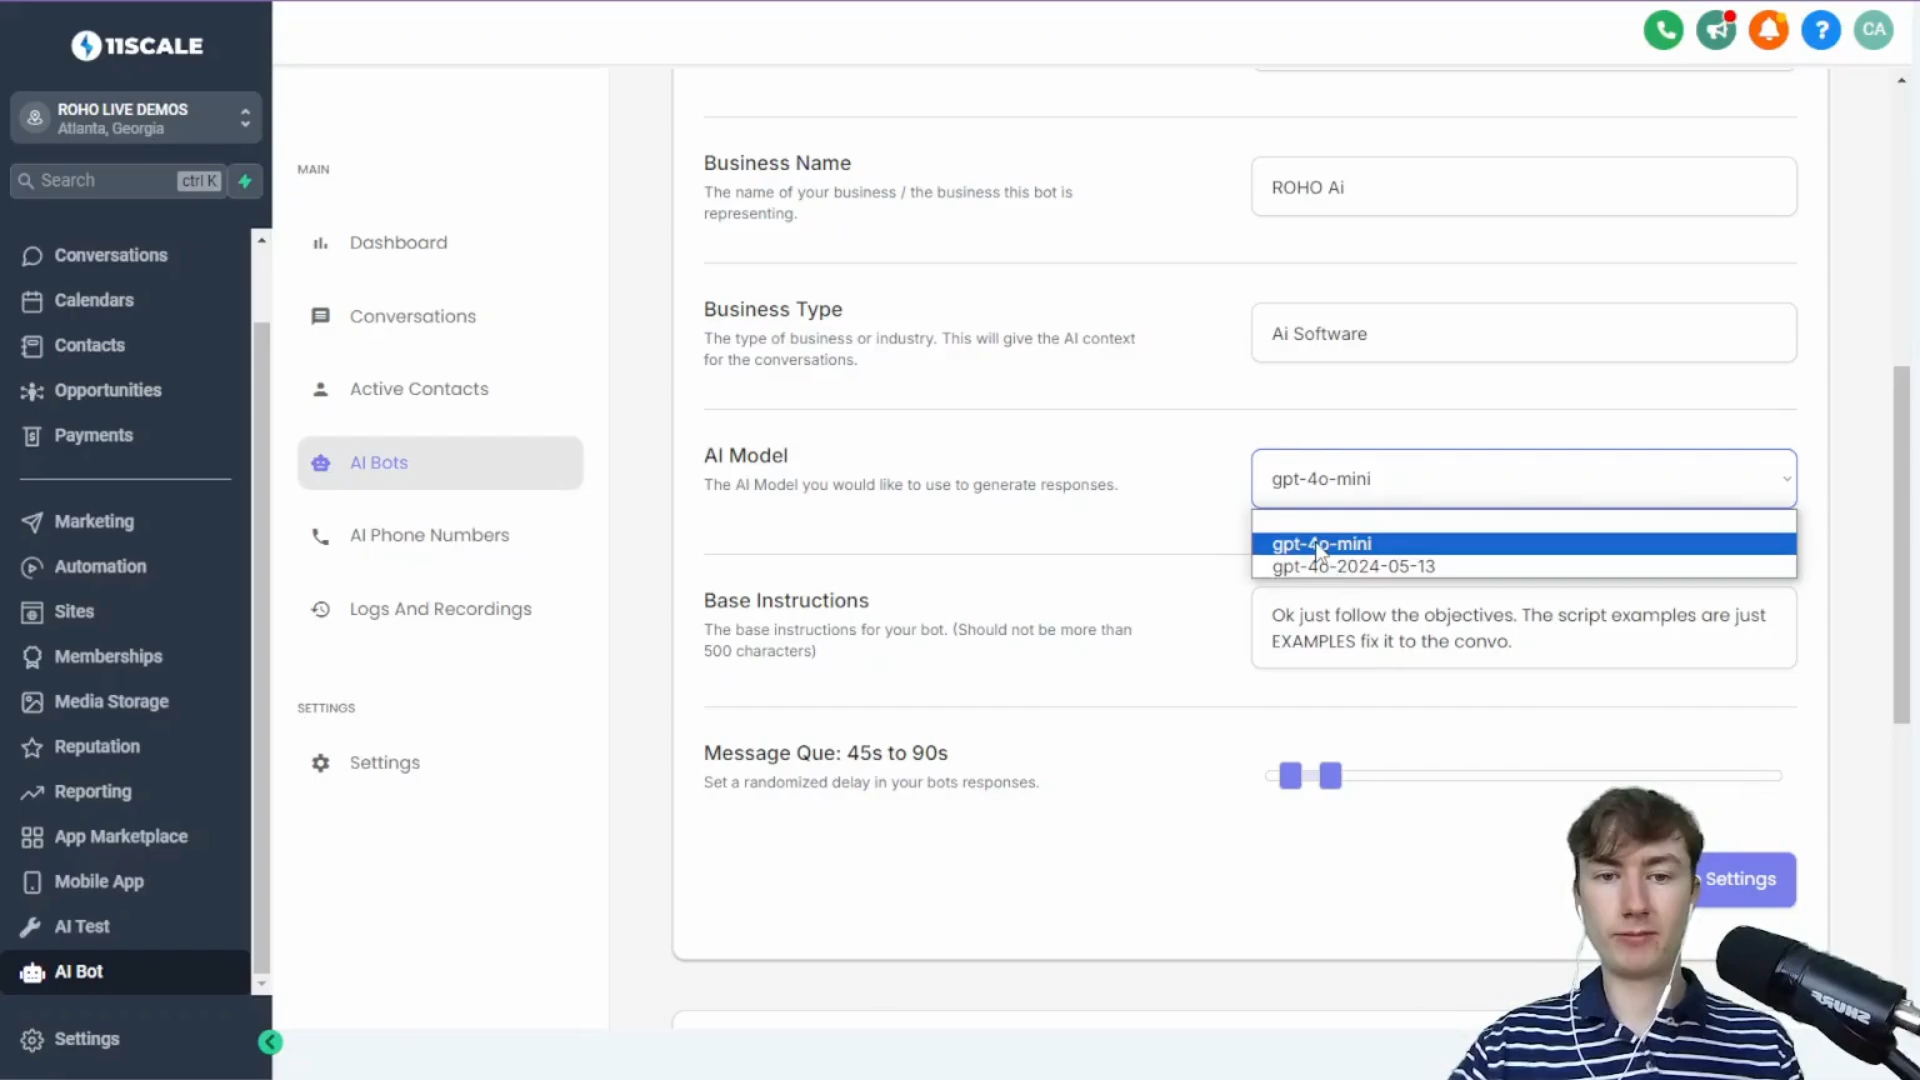 11SCALE
ROHO LIVE DEMOS
Atlanta, Georgia
Search
ctrl K
Conversations
Calendars
Contacts
Opportunities
Payments
Marketing
Automation
Sites
Memberships
Media Storage
Reputation
Reporting
App Marketplace
Mobile App
AI Test
AI Bot
Settings
MAIN
Dashboard
Conversations
Active Contacts
AI Bots
AI Phone Numbers
Logs And Recordings
SETTINGS
Settings
?
CA
Business Name
The name of your business / the business this bot is
representing.
ROHO Ai
Business Type
The type of business or industry. This will give the AI context
for the conversations.
Ai Software
AI Model
The AI Model you would like to use to generate responses.
gpt-4o-mini
gpt-4o-mini
gpt-4o-2024-05-13
Base Instructions
The base instructions for your bot. (Should not be more than
500 characters)
Ok just follow the objectives. The script examples are just
EXAMPLES fix it to the convo.
Message Que: 45s to 90s
Set a randomized delay in your bots responses.
Settings